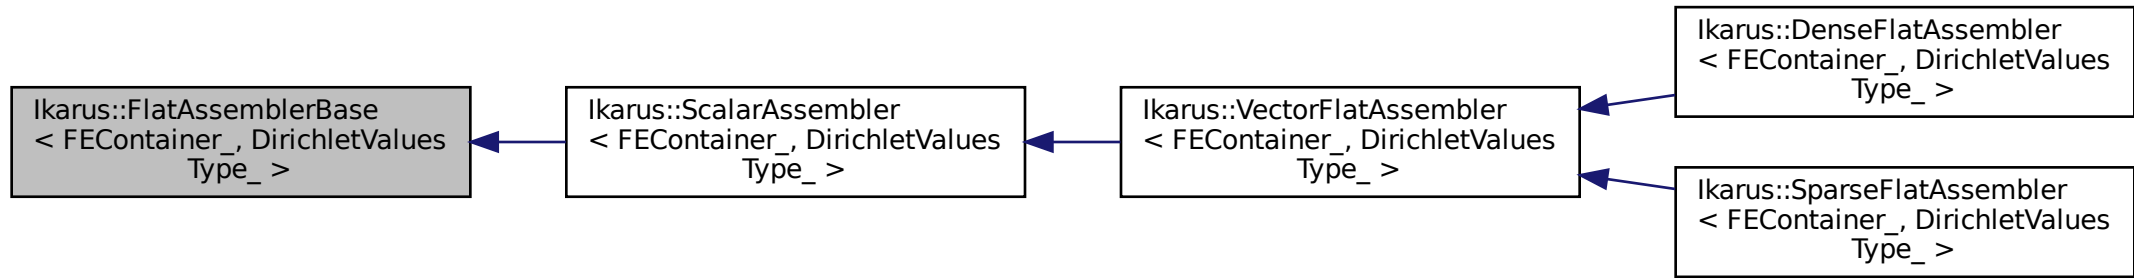 Ikarus::FlatAssemblerBase
< FEContainer_, DirichletValues
Type_ >
Ikarus::ScalarAssembler
< FEContainer_, DirichletValues
Type_ >
Ikarus::VectorFlatAssembler
< FEContainer_, DirichletValues
Type_ >
Ikarus::DenseFlatAssembler
< FEContainer_, DirichletValues
Type_ >
Ikarus::SparseFlatAssembler
< FEContainer_, DirichletValues
Type_ >